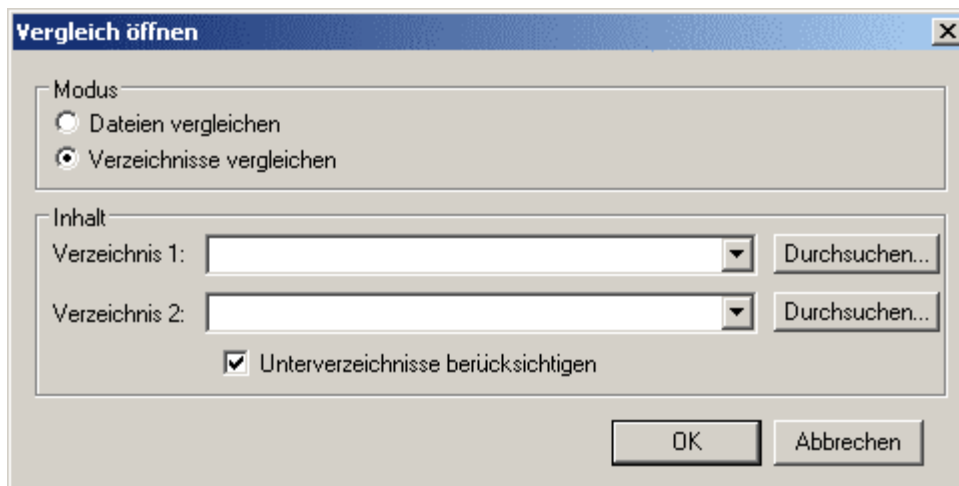 Vergleich öffnen
Modus
Dateien vergleichen
Verzeichnisse vergleichen
Inhalt
Verzeichnis 1: Durchsuchen...
Verzeichnis 2: Durchsuchen...
Unterverzeichnisse berücksichtigen
OK Abbrechen